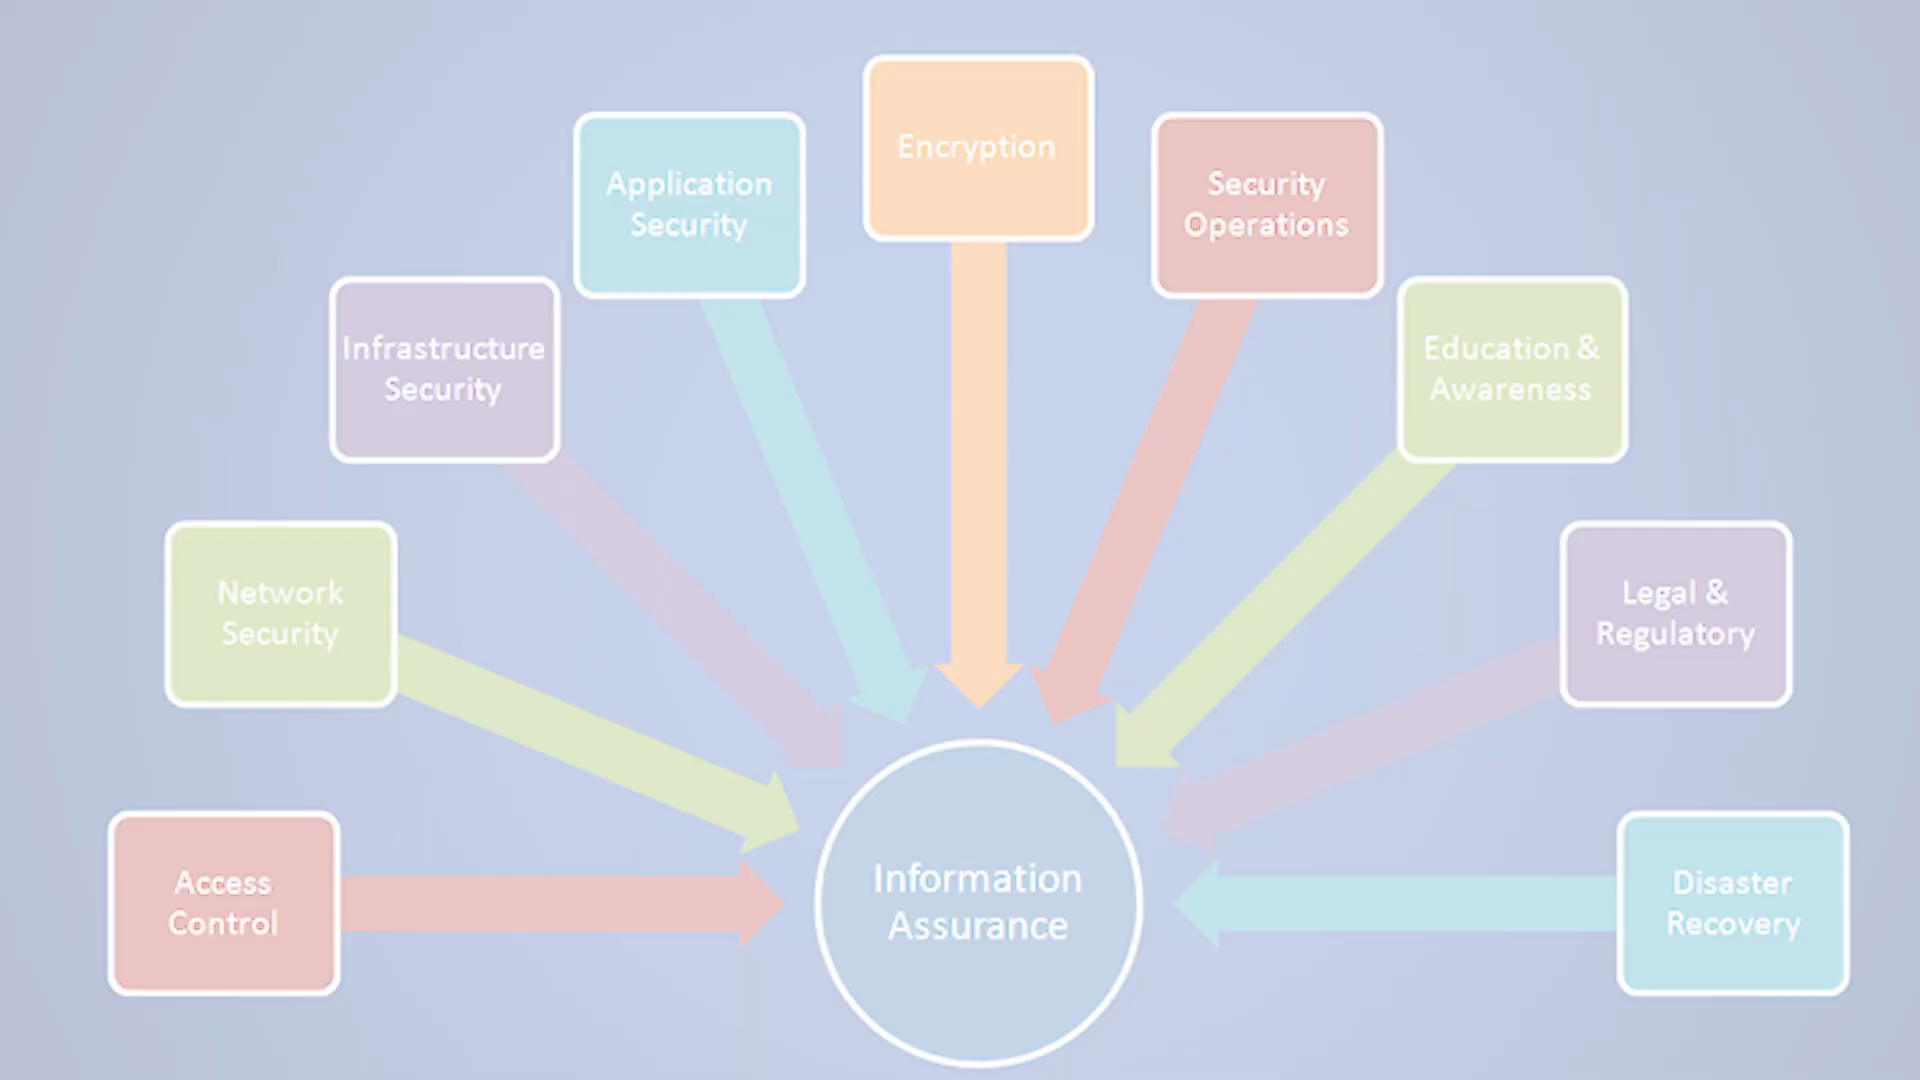 Encryption
Application
Security
Security
Operations
Infrastructure
Security
Education &
Awareness
Network
Security
Legal &
Regulatory
Access
Control
Information
Assurance
Disaster
Recovery